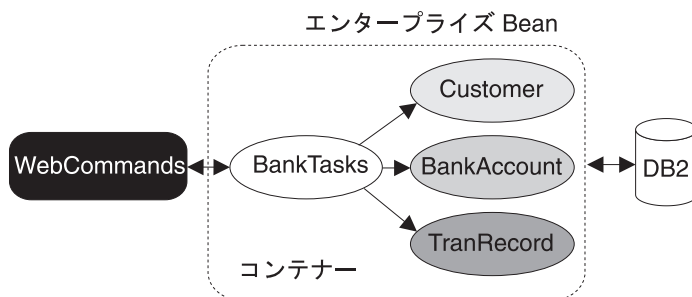 エンタープライズ Bean
Customer
WebCommands
BankTasks
BankAccount
DB2
TranRecord
コンテナー